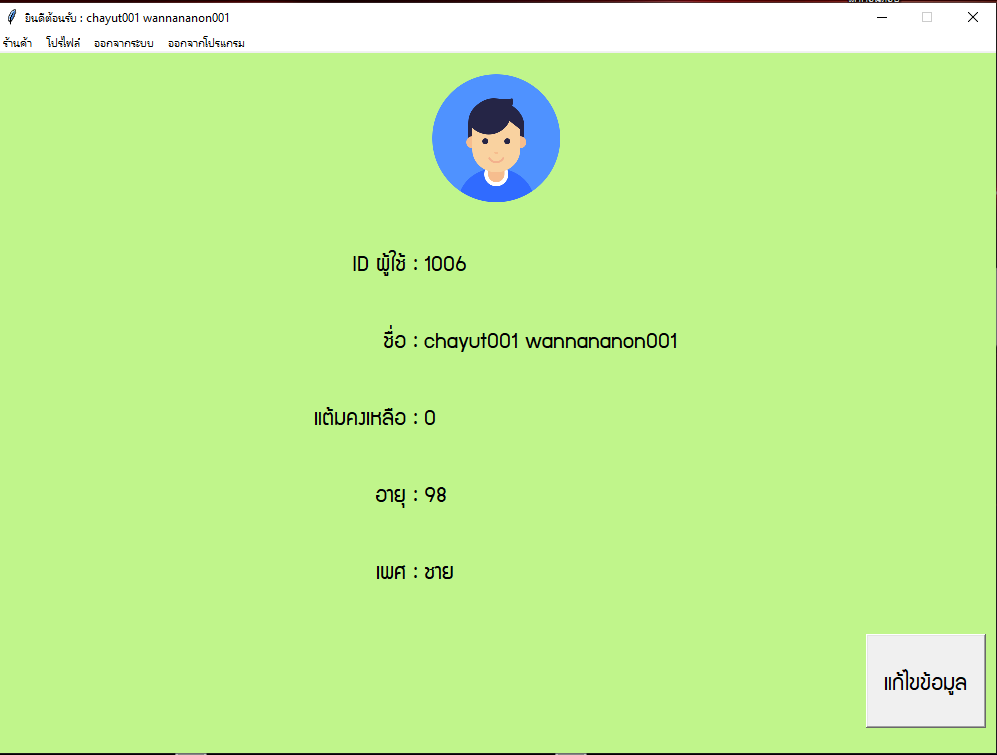 ยินดีต้อนรับ : chayut001 wannananon001
ร้านค้า โปรไฟล์ ออกจากระบบ ออกจากโปรแกรม
ID ผู้ใช้ : 1006
ชื่อ : chayut001 wannananon001
แต้มคงเหลือ : 0
อายุ : 98
เพศ : ชาย
แก้ไขข้อมูล